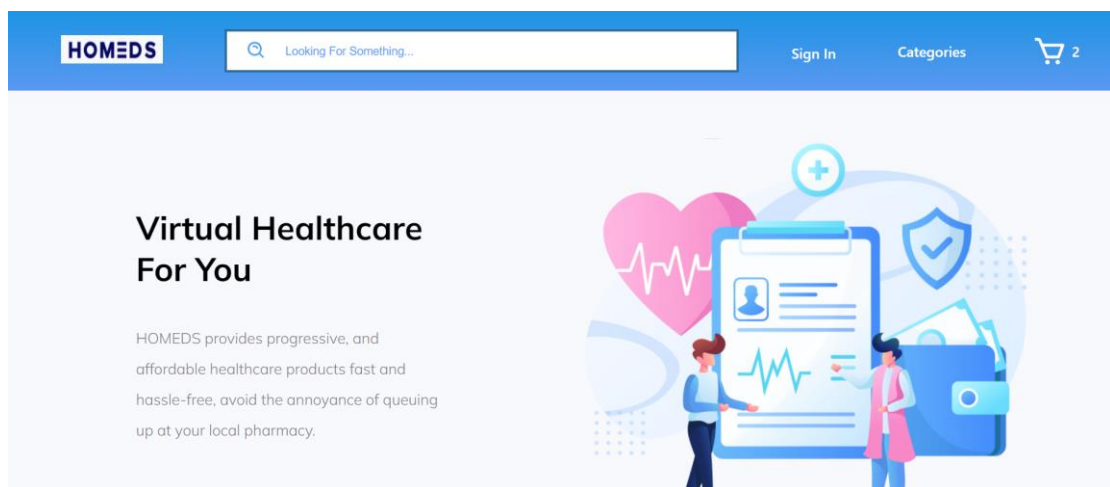 HOMEDS
Looking For Something...
Sign In
Categories
2
Virtual Healthcare
For You
HOMEDS provides progressive, and
affordable healthcare products fast and
hassle-free, avoid the annoyance of queuing
up at your local pharmacy.